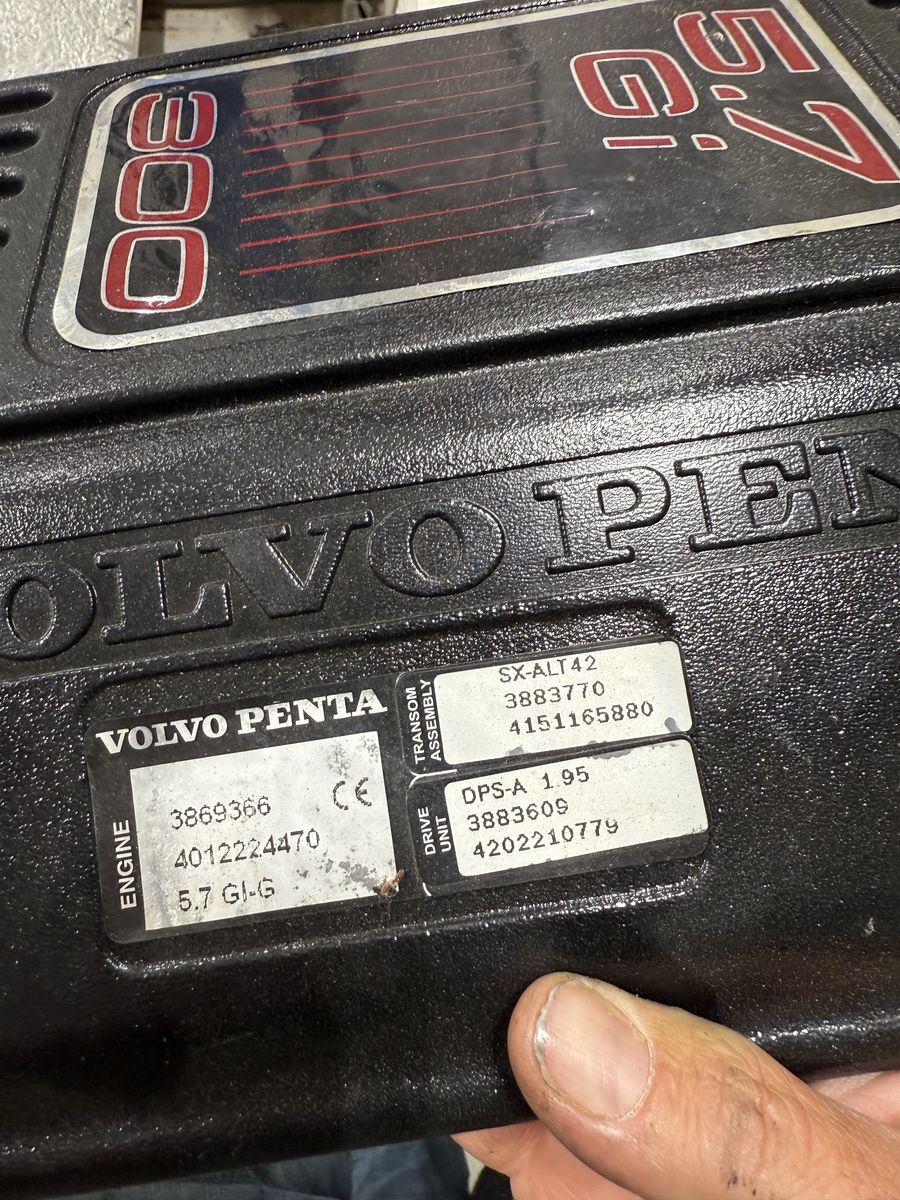 5.7
Gi
300
VOLVO PEN
VOLVO PENTA
ENGINE
3869366
CE
4012224470
5.7 GI-G
TRANSOM
ASSEMBLY
SX-ALT42
3883770
4151165880
DRIVE
UNIT
DPS-A 1.95
3883609
4202210779